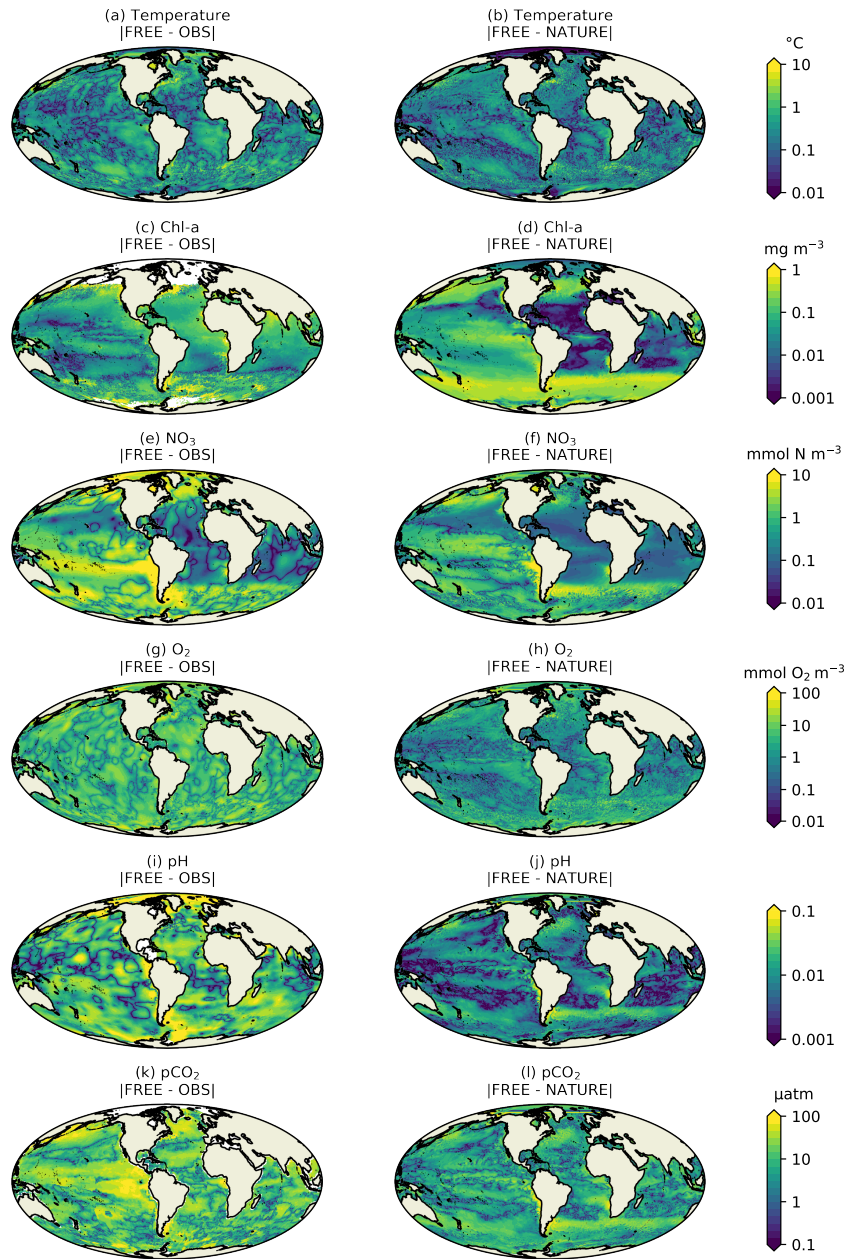 (a) Temperature
|FREE - OBS|
(b) Temperature
|FREE - NATURE|
°C
10
1
0.1
0.01
(c) Chl-a
|FREE - OBS|
(d) Chl-a
|FREE - NATURE|
mg m⁻³
1
0.1
0.01
0.001
(e) NO₃
|FREE - OBS|
(f) NO₃
|FREE - NATURE|
mmol N m⁻³
10
1
0.1
0.01
(g) O₂
|FREE - OBS|
(h) O₂
|FREE - NATURE|
mmol O₂ m⁻³
100
10
1
0.1
0.01
(i) pH
|FREE - OBS|
(j) pH
|FREE - NATURE|
0.1
0.01
0.001
(k) pCO₂
|FREE - OBS|
(l) pCO₂
|FREE - NATURE|
µatm
100
10
1
0.1